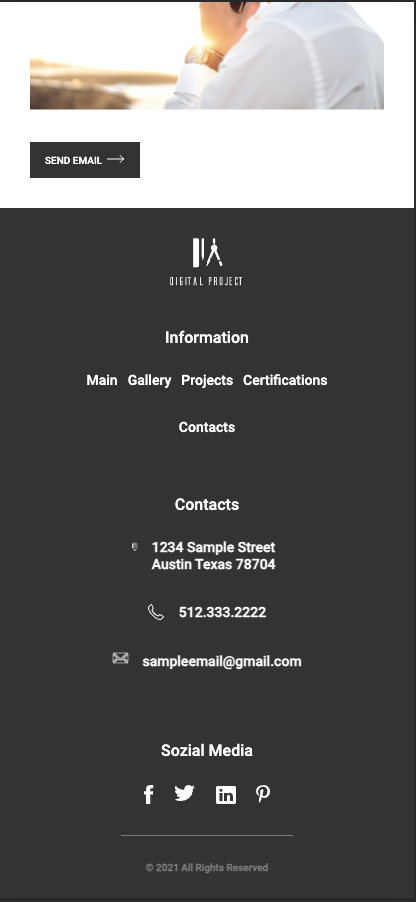 SEND EMAIL
DIGITAL PROJECT
Information
Main Gallery Projects Certifications
Contacts
Contacts
1234 Sample Street
Austin Texas 78704
512.333.2222
sampleemail@gmail.com
Sozial Media
© 2021 All Rights Reserved